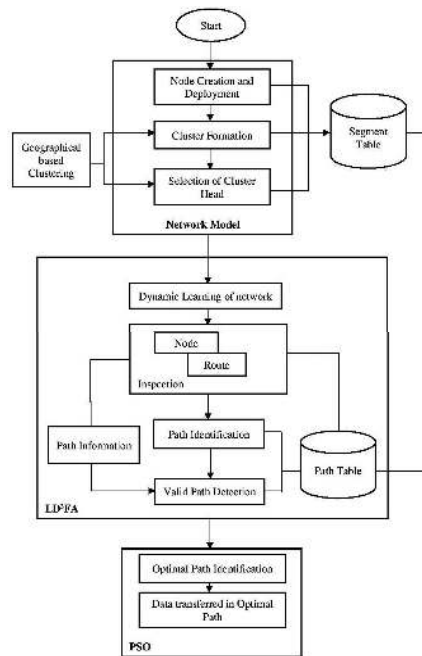 Start
Node Creation and
Deployment
Cluster Formation
Selection of Cluster
Head
Network Model
Geographical
based
Clustering
Segment
Table
Dynamic Learning of network
Node
Route
Inspection
Path Information
Path Identification
Valid Path Detection
Path Table
LD²FA
Optimal Path Identification
Data transferred in Optimal
Path
PSO